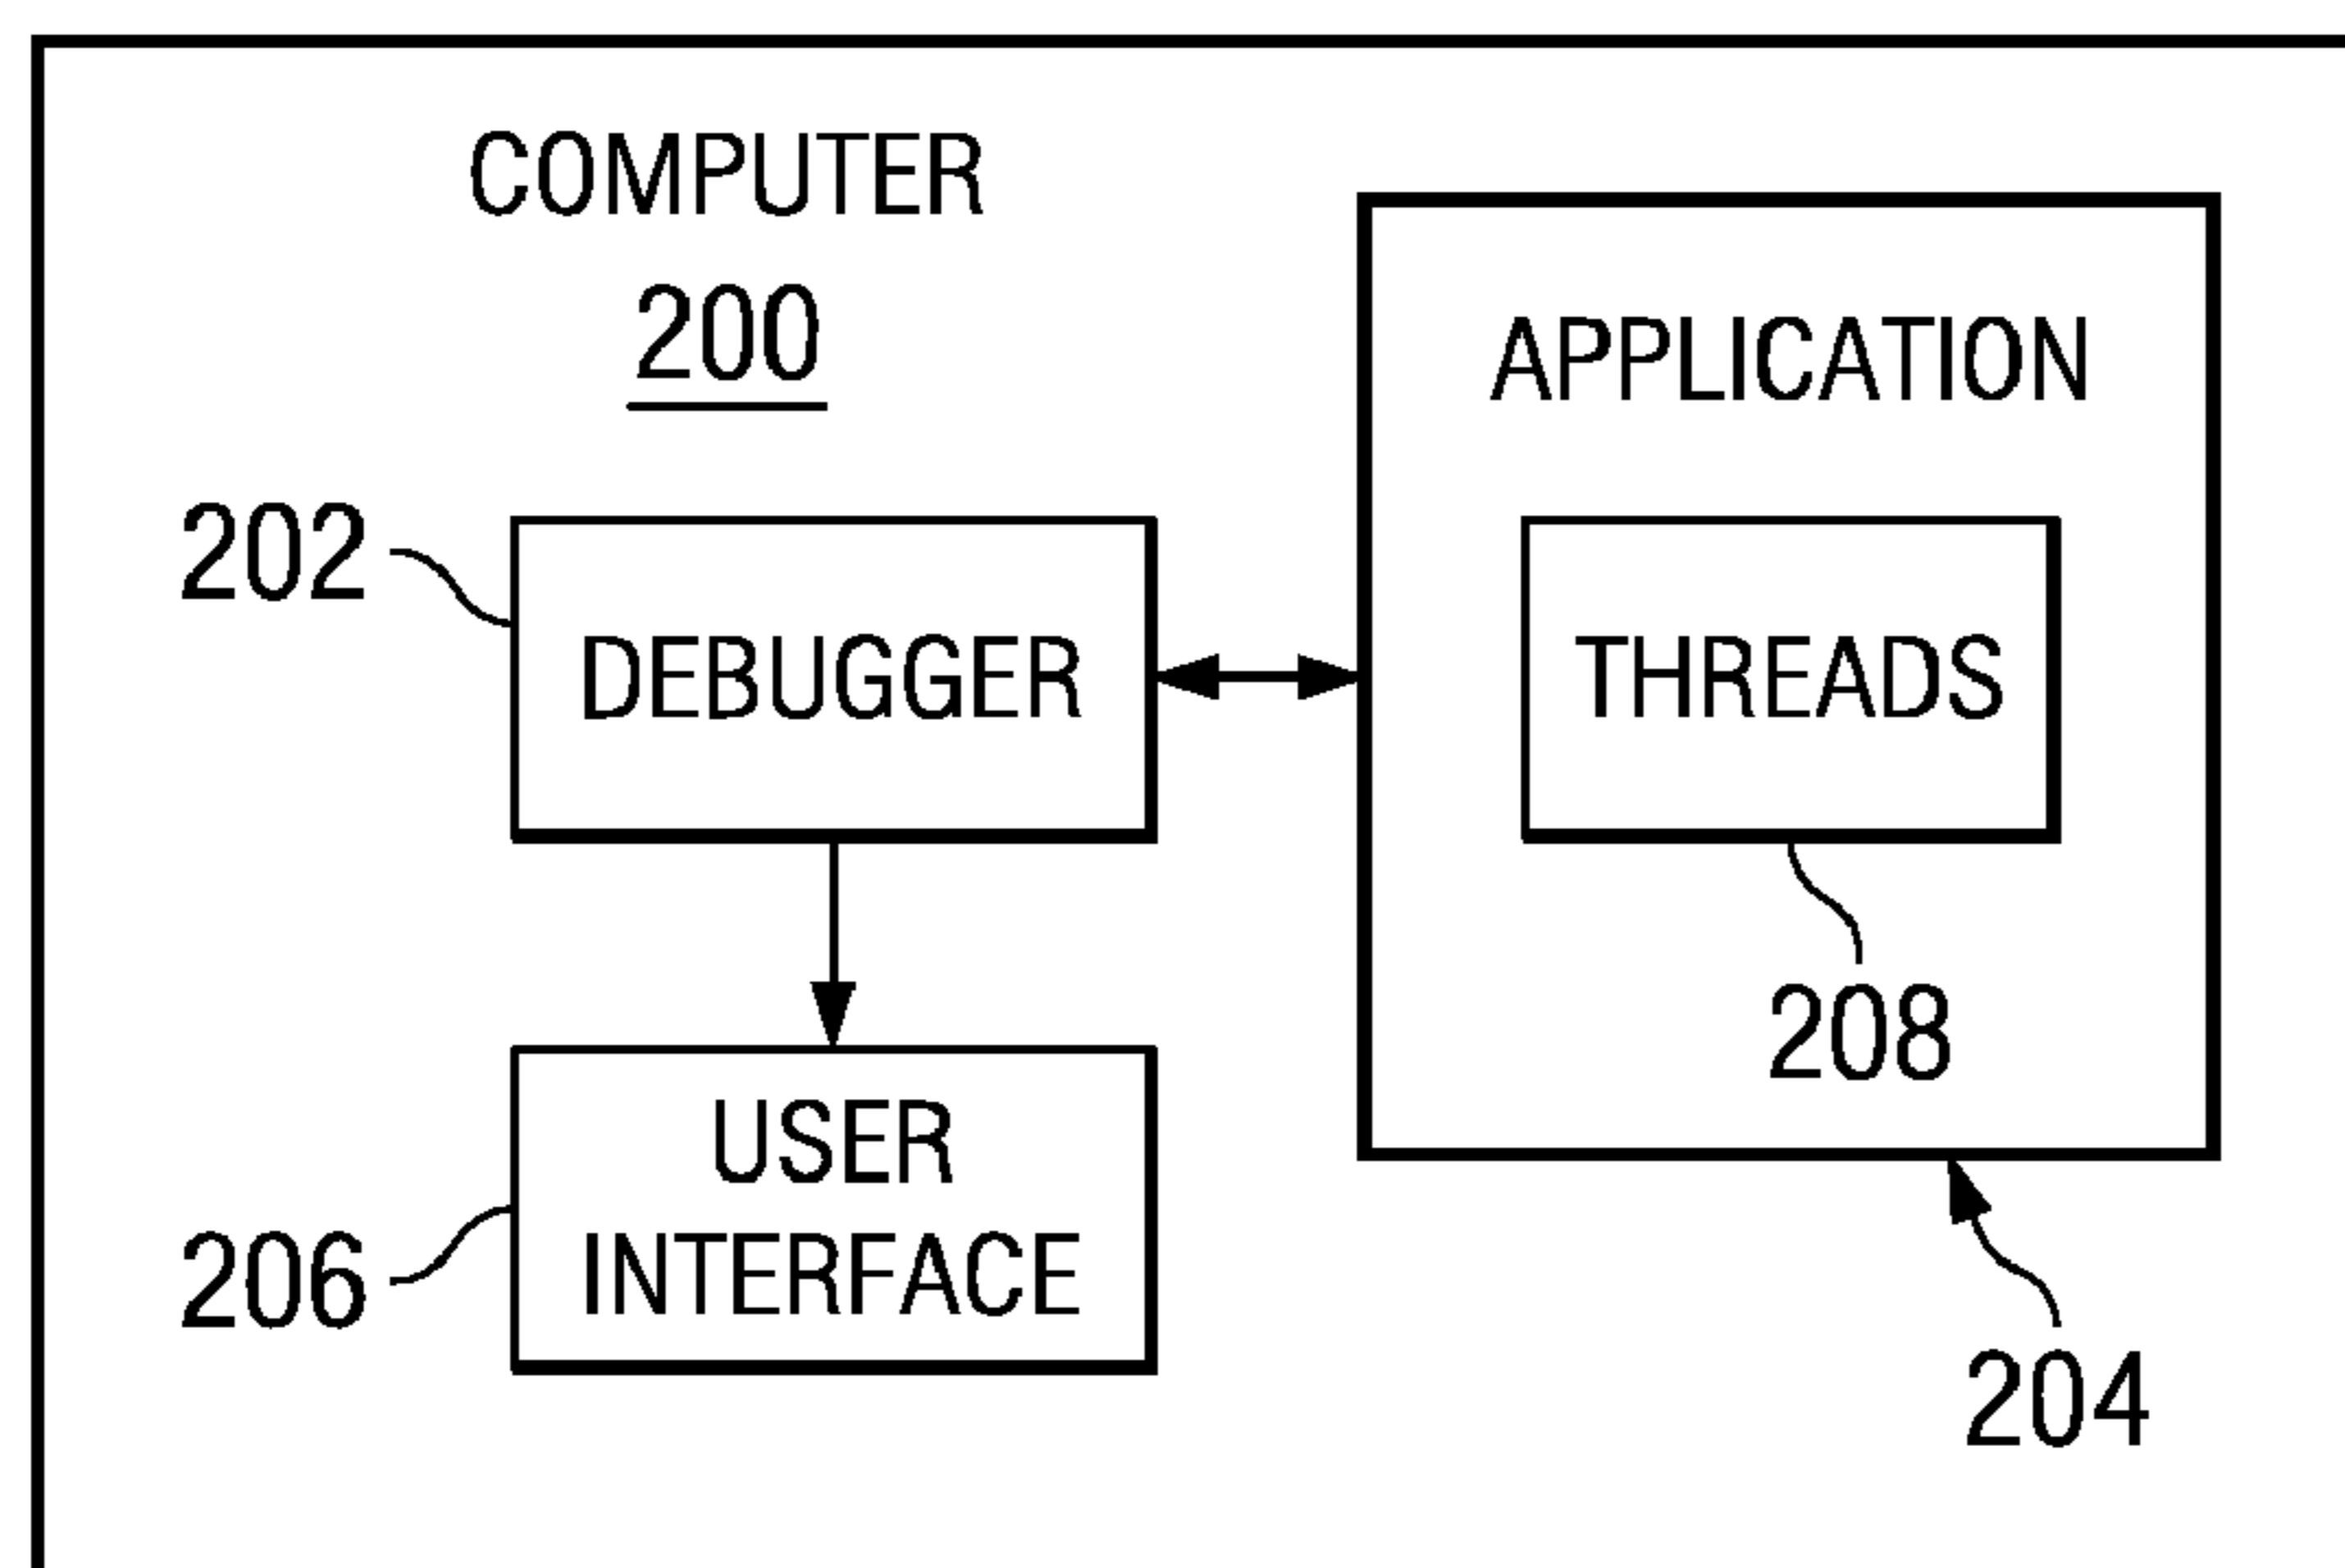 COMPUTER
200
APPLICATION
202
DEBUGGER
THREADS
208
USER
INTERFACE
206
204